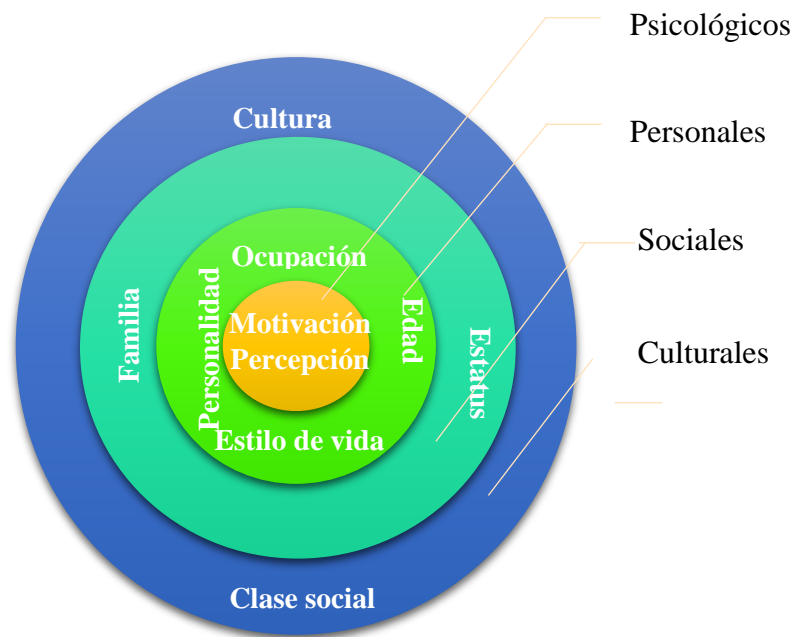 Psicológicos
Cultura
Personales
Ocupación
Sociales
Personalidad
Edad
Familia
Motivación
Percepción
Estatus
Culturales
Estilo de vida
Clase social